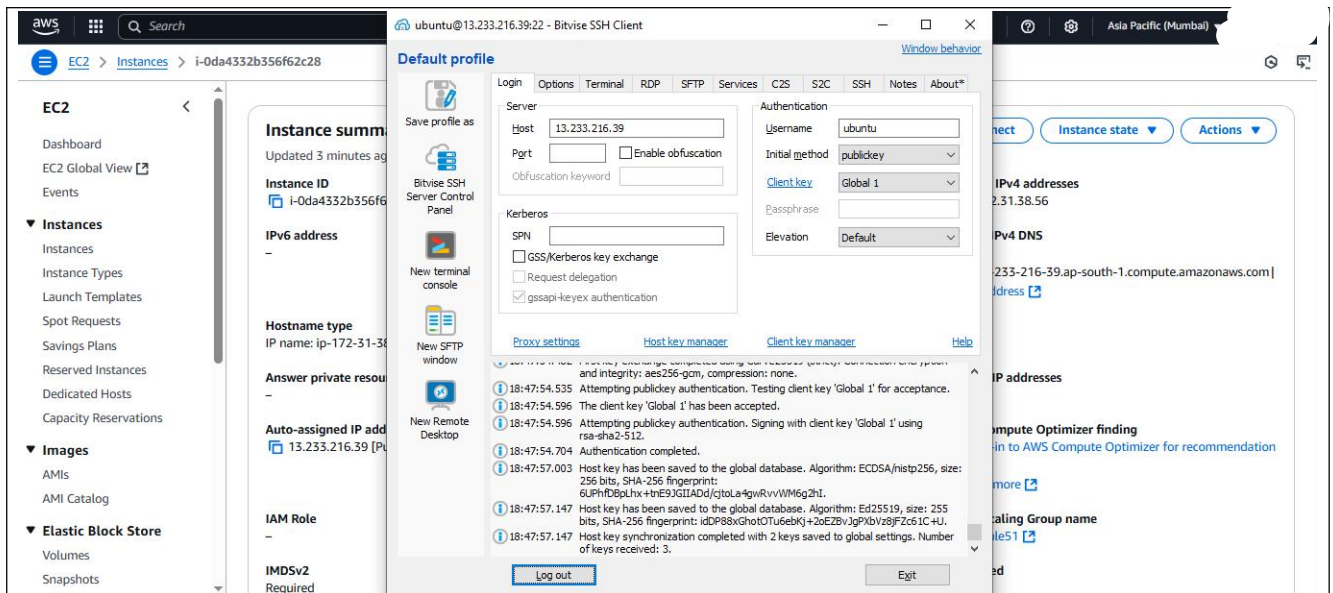 aws
Search
Asia Pacific (Mumbai)
EC2 > Instances > i-0da4332b356f62c28
EC2
Dashboard
EC2 Global View
Events
Instances
Instances
Instance Types
Launch Templates
Spot Requests
Savings Plans
Reserved Instances
Dedicated Hosts
Capacity Reservations
Images
AMIs
AMI Catalog
Elastic Block Store
Volumes
Snapshots
Instance summ
Updated 3 minutes ag
Instance ID
i-0da4332b356f6
IPv6 address
–
Hostname type
IP name: ip-172-31-38
Answer private resou
–
Auto-assigned IP add
13.233.216.39 [Pu
IAM Role
–
IMDSv2
Required
ubuntu@13.233.216.39:22 - Bitvise SSH Client
Default profile
Window behavior
Save profile as
Bitvise SSH
Server Control
Panel
New terminal
console
New SFTP
window
New Remote
Desktop
Login Options Terminal RDP SFTP Services C2S S2C SSH Notes About*
Server
Host 13.233.216.39
Port Enable obfuscation
Obfuscation keyword
Kerberos
SPN
GSS/Kerberos key exchange
Request delegation
gssapi-keyex authentication
Authentication
Username ubuntu
Initial method publickey
Client key Global 1
Passphrase
Elevation Default
Proxy settings Host key manager Client key manager Help
and integrity: aes256-gcm, compression: none.
18:47:54.535 Attempting publickey authentication. Testing client key 'Global 1' for acceptance.
18:47:54.596 The client key 'Global 1' has been accepted.
18:47:54.596 Attempting publickey authentication. Signing with client key 'Global 1' using
rsa-sha2-512.
18:47:54.704 Authentication completed.
18:47:57.003 Host key has been saved to the global database. Algorithm: ECDSA/nistp256, size:
256 bits, SHA-256 fingerprint:
6UPhfDBpLhx+tnE9JGIIADd/cjtoLa4gwRvvWM6g2hI.
18:47:57.147 Host key has been saved to the global database. Algorithm: Ed25519, size: 255
bits, SHA-256 fingerprint: idDP88xGhotOTu6ebKj+2oEZBvJgPXbVz8jFZc61C+U.
18:47:57.147 Host key synchronization completed with 2 keys saved to global settings. Number
of keys received: 3.
Log out Exit
nect Instance state Actions
IPv4 addresses
2.31.38.56
Pv4 DNS
-233-216-39.ap-south-1.compute.amazonaws.com |
ddress
IP addresses
ompute Optimizer finding
-in to AWS Compute Optimizer for recommendation
more
caling Group name
le51
ed